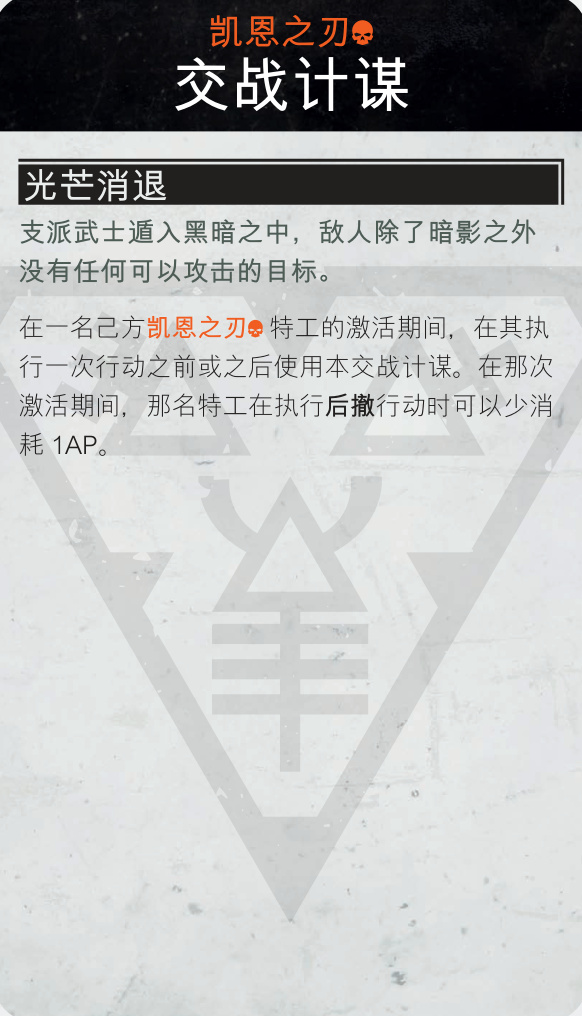 凯恩之刃
交战计谋
光芒消退
支派武士遁入黑暗之中，敌人除了暗影之外
没有任何可以攻击的目标。
在一名己方凯恩之刃特工的激活期间，在其执
行一次行动之前或之后使用本交战计谋。在那次
激活期间，那名特工在执行后撤行动时可以少消
耗 1AP。